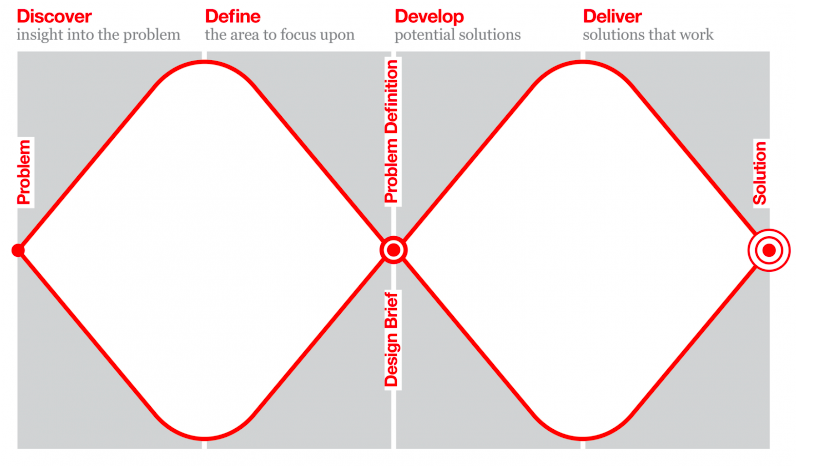 Discover
insight into the problem
Define
the area to focus upon
Develop
potential solutions
Deliver
solutions that work
Problem
Problem Definition
Design Brief
Solution